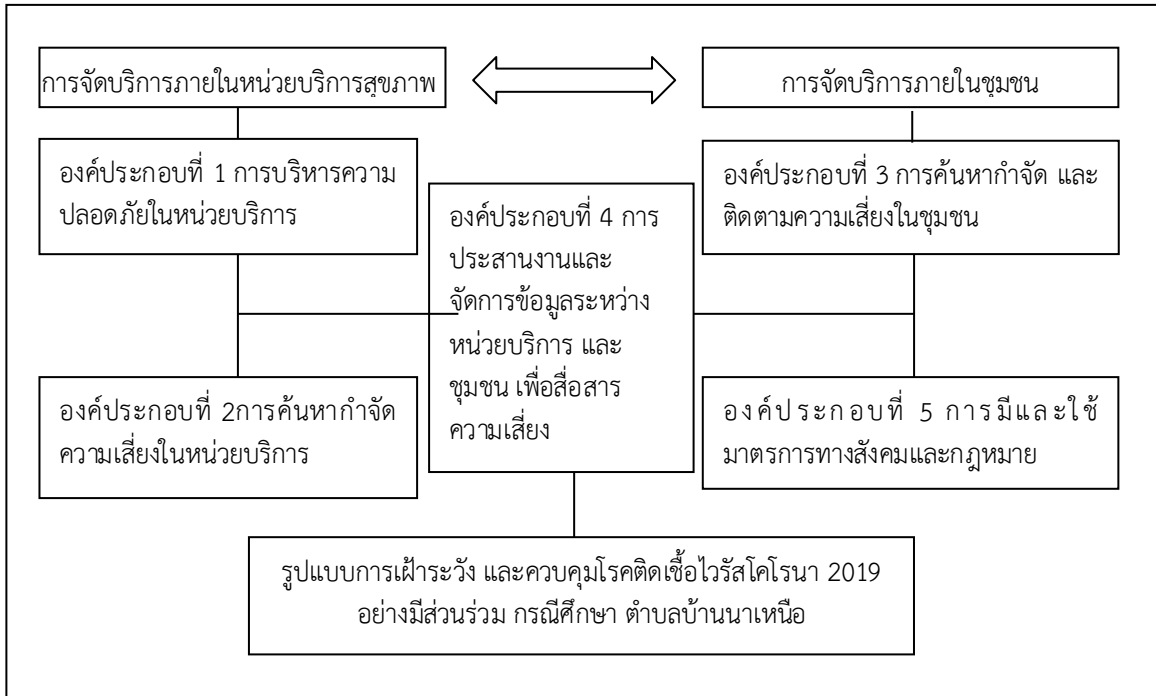 การจัดบริการภายในหน่วยบริการสุขภาพ
การจัดบริการภายในชุมชน
องค์ประกอบที่ 1 การบริหารความ
ปลอดภัยในหน่วยบริการ
องค์ประกอบที่ 3 การค้นหากำจัด และ
ติดตามความเสี่ยงในชุมชน
องค์ประกอบที่ 4 การ
ประสานงานและ
จัดการข้อมูลระหว่าง
หน่วยบริการ และ
ชุมชน เพื่อสื่อสาร
ความเสี่ยง
องค์ประกอบที่ 2การค้นหากำจัด
ความเสี่ยงในหน่วยบริการ
องค์ประกอบที่ 5 การมีและใช้
มาตรการทางสังคมและกฎหมาย
รูปแบบการเฝ้าระวัง และควบคุมโรคติดเชื้อไวรัสโคโรนา 2019
อย่างมีส่วนร่วม กรณีศึกษา ตำบลบ้านนาเหนือ